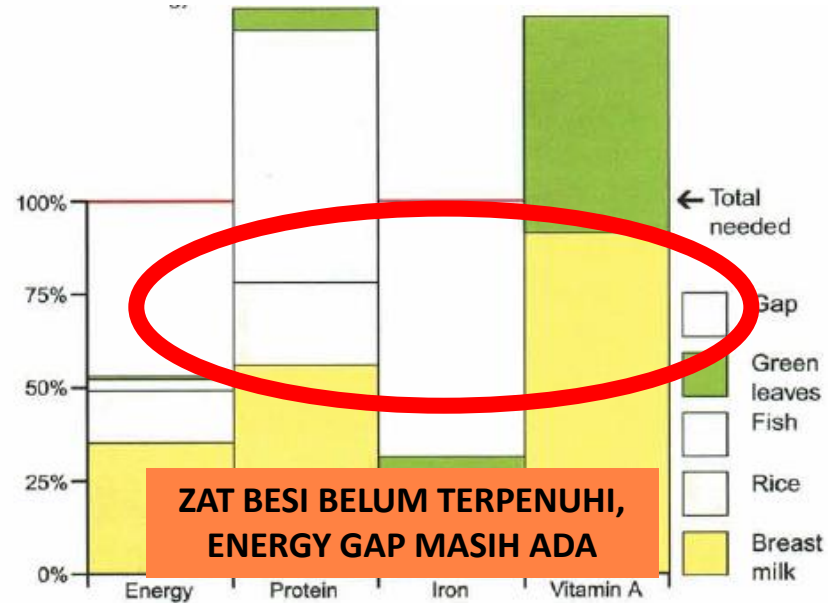 100%
75%
50%
25%
0%
← Total
needed
Gap
Green
leaves
Fish
Rice
Breast
milk
ZAT BESI BELUM TERPENUHI,
ENERGY GAP MASIH ADA
Energy
Protein
Iron
Vitamin A